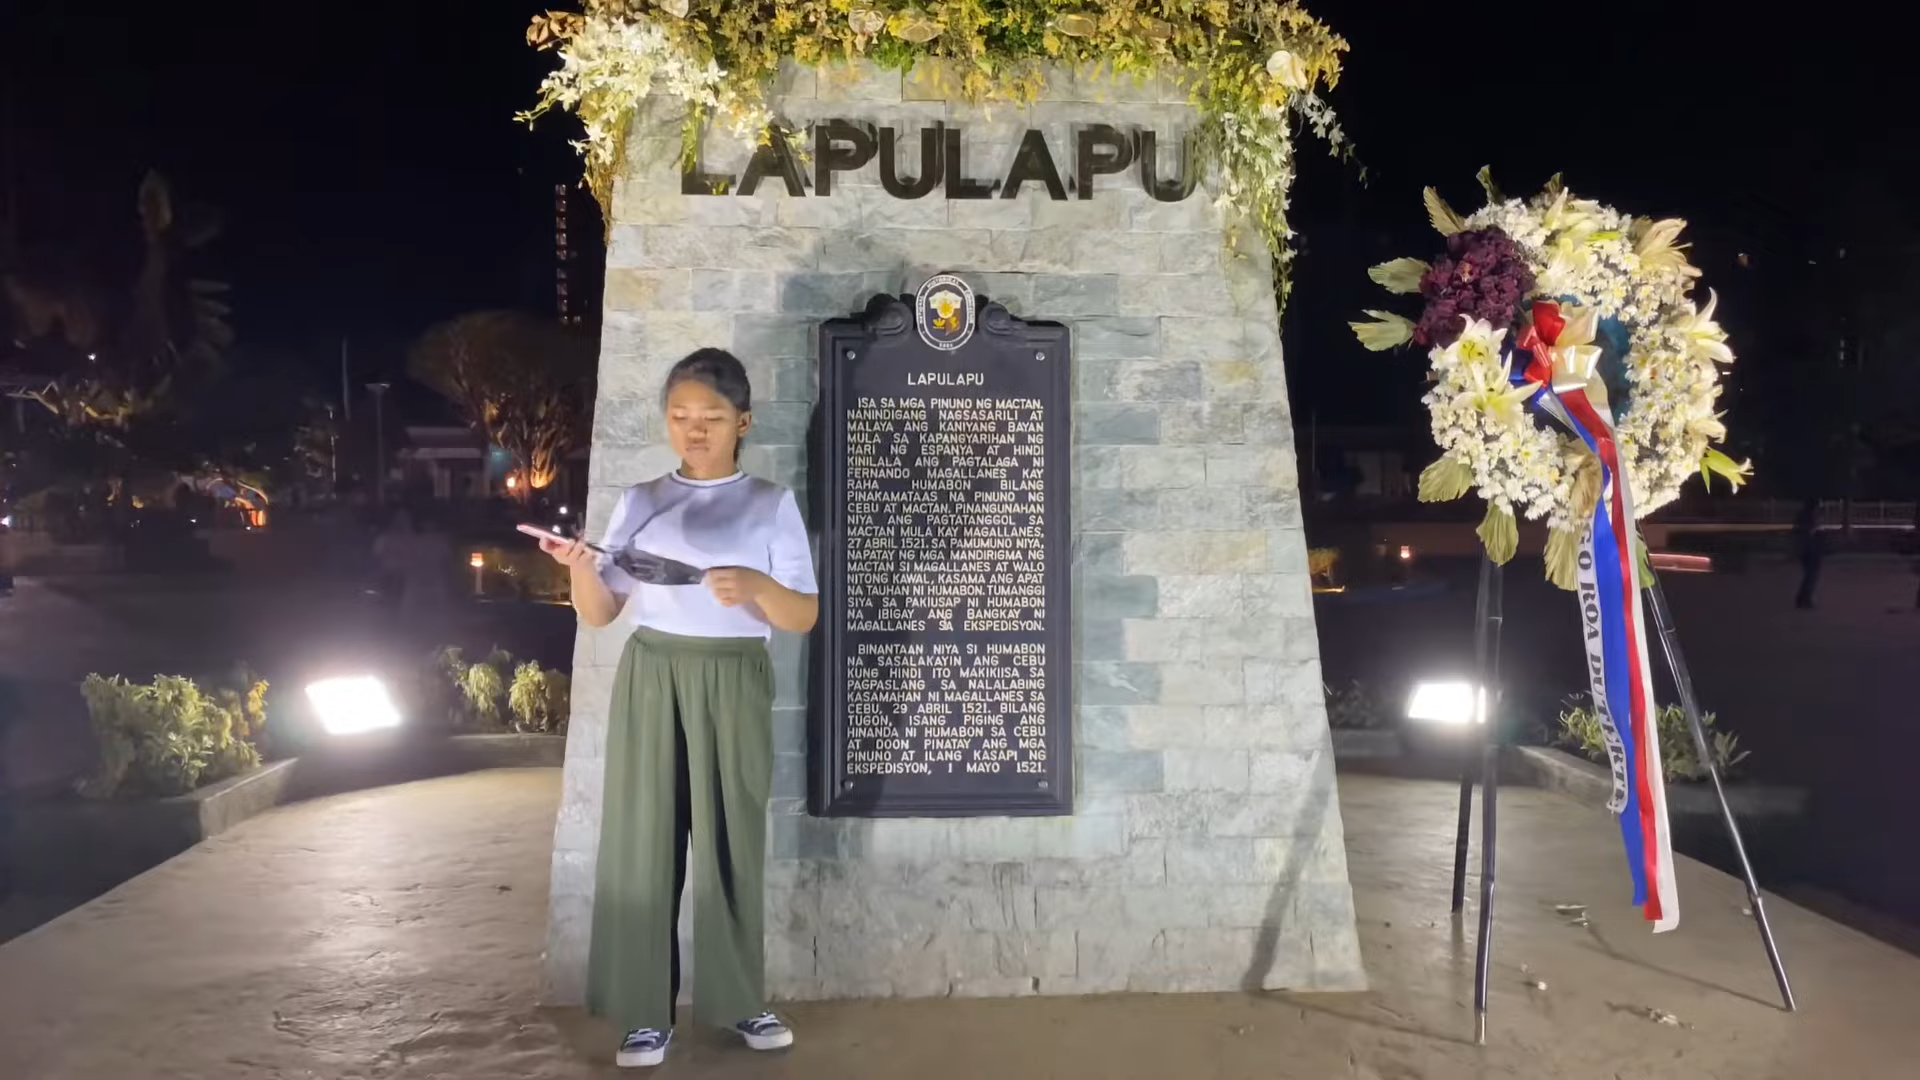 LAPULAPU
LAPULAPU
ISA SA MGA PINUNO NG MACTAN.
NANINDIGANG NAGSASARILI AT
MALAYA ANG KANIYANG BAYAN
MULA SA KAPANGYARIHAN NG
HARI NG ESPANYA AT HINDI
KINILALA ANG PAGTALAGA NI
FERNANDO MAGALLANES KAY
RAHA HUMABON BILANG
PINAKAMATAAS NA PINUNO NG
CEBU AT MACTAN. PINANGUNAHAN
NIYA ANG PAGTATANGGOL SA
MACTAN MULA KAY MAGALLANES,
27 ABRIL 1521. SA PAMUMUNO NIYA,
NAPATAY NG MGA MANDIRIGMA NG
MACTAN SI MAGALLANES AT WALO
NITONG KAWAL, KASAMA ANG APAT
NA TAUHAN NI HUMABON. TUMANGGI
SIYA SA PAKIUSAP NI HUMABON
NA IBIGAY ANG BANGKAY NI
MAGALLANES SA EKSPEDISYON.
BINANTAAN NIYA SI HUMABON
NA SASALAKAYIN ANG CEBU
KUNG HINDI ITO MAKIKIISA SA
PAGPASLANG SA NALALABING
KASAMAHAN NI MAGALLANES SA
CEBU, 29 ABRIL 1521. BILANG
TUGON, ISANG PIGING ANG
HINANDA NI HUMABON SA CEBU
AT DOON PINATAY ANG MGA
PINUNO AT ILANG KASAPI NG
EKSPEDISYON, 1 MAYO 1521.
GO ROA DUTERTE